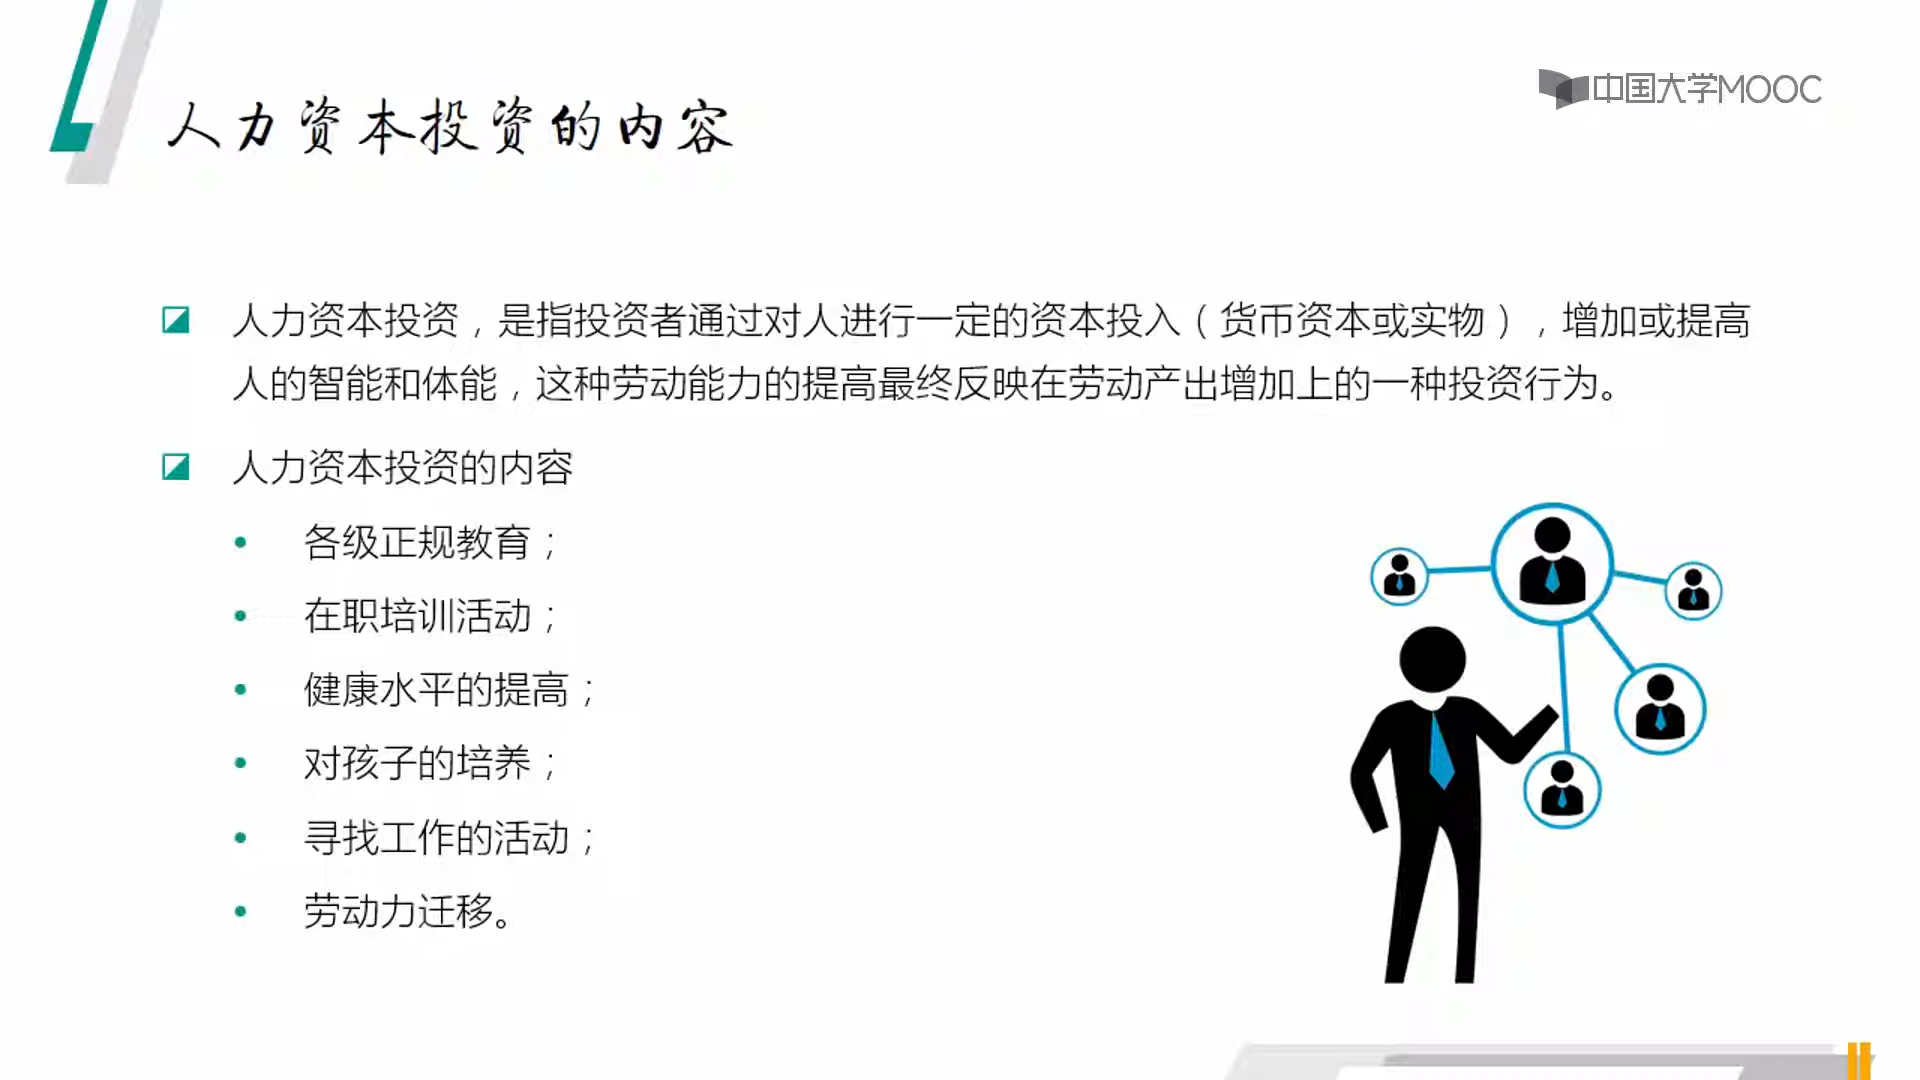 中国大学MOOC
人力资本投资的内容
人力资本投资，是指投资者通过对人进行一定的资本投入（货币资本或实物），增加或提高
人的智能和体能，这种劳动能力的提高最终反映在劳动产出增加上的一种投资行为。
人力资本投资的内容
各级正规教育；
在职培训活动；
健康水平的提高；
对孩子的培养；
寻找工作的活动；
劳动力迁移。